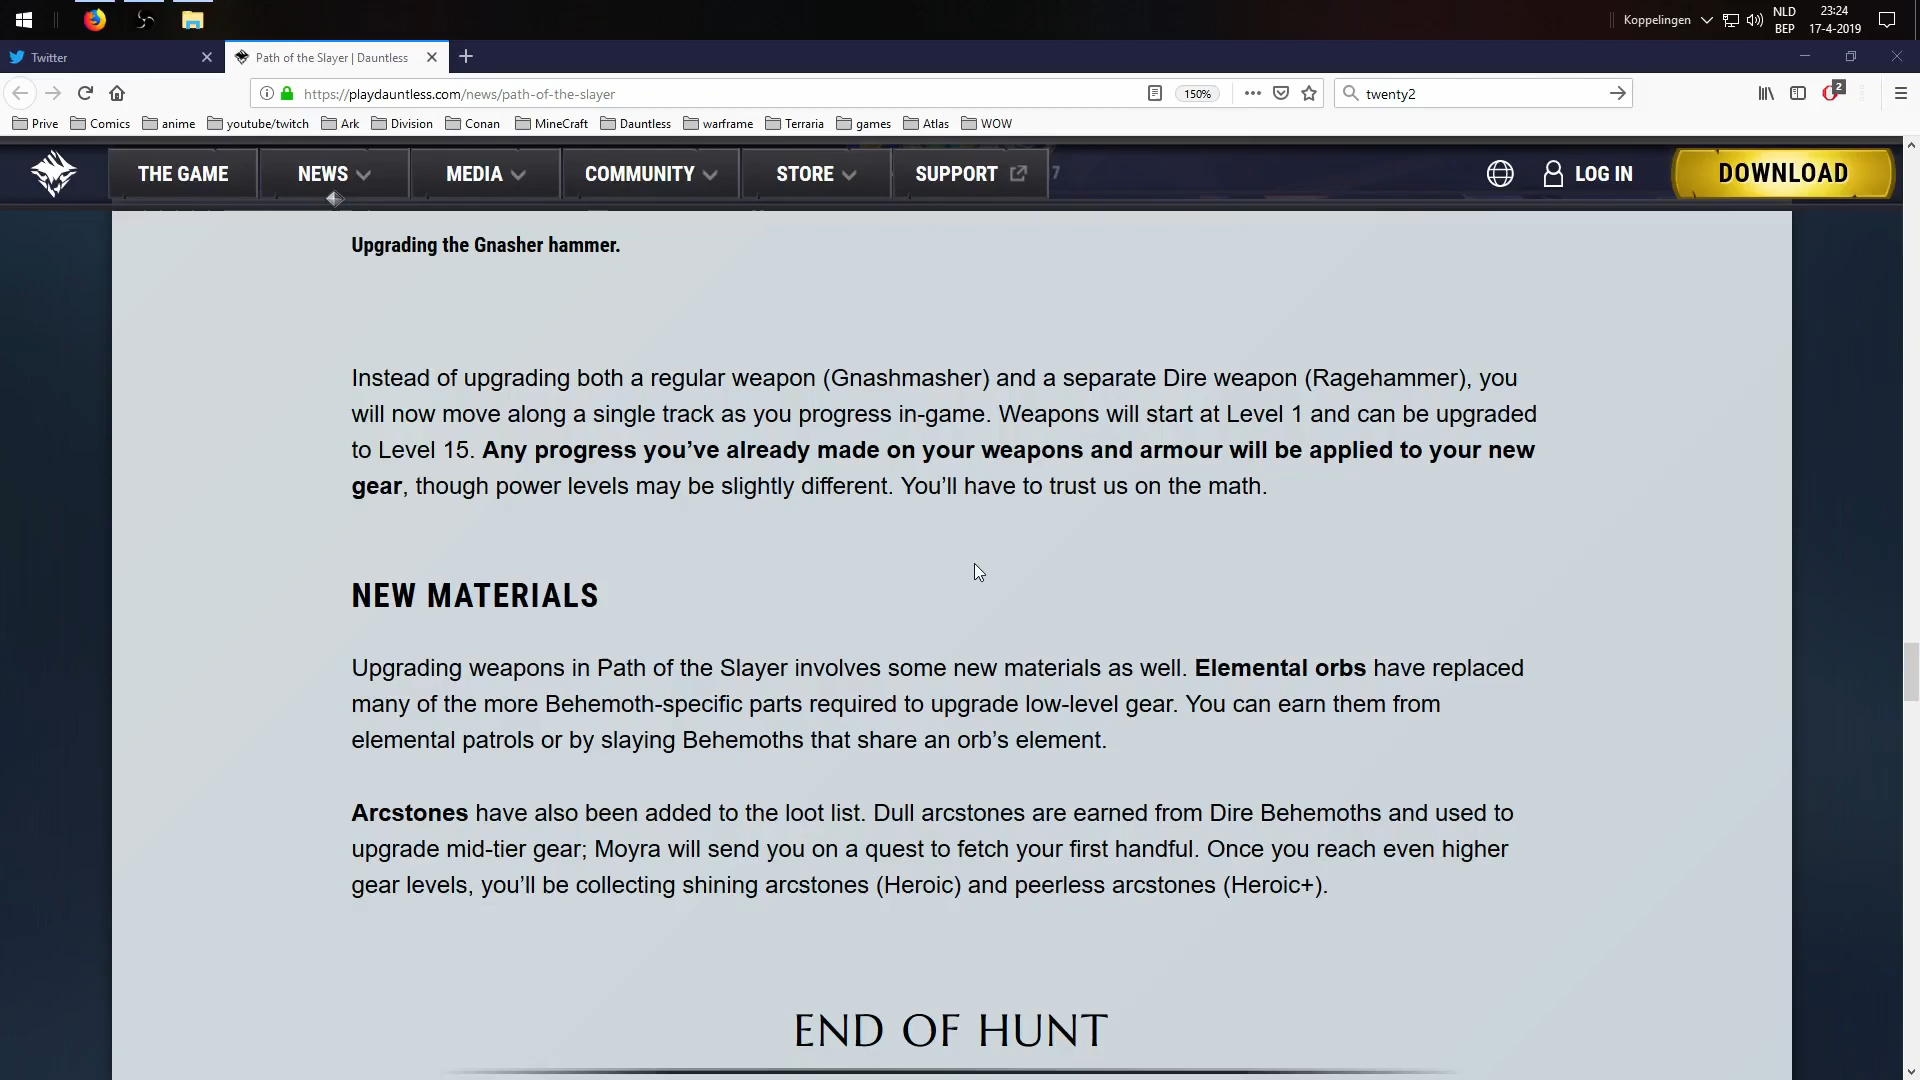 Koppelingen
NLD
BEP
23:24
17-4-2019
Twitter
Path of the Slayer | Dauntless
https://playdauntless.com/news/path-of-the-slayer
150%
twenty2
2
Prive
Comics
anime
youtube/twitch
Ark
Division
Conan
MineCraft
Dauntless
warframe
Terraria
games
Atlas
WOW
THE GAME
NEWS
MEDIA
COMMUNITY
STORE
SUPPORT
7
LOG IN
DOWNLOAD
Upgrading the Gnasher hammer.
Instead of upgrading both a regular weapon (Gnashmasher) and a separate Dire weapon (Ragehammer), you
will now move along a single track as you progress in-game. Weapons will start at Level 1 and can be upgraded
to Level 15. Any progress you’ve already made on your weapons and armour will be applied to your new
gear, though power levels may be slightly different. You’ll have to trust us on the math.
NEW MATERIALS
Upgrading weapons in Path of the Slayer involves some new materials as well. Elemental orbs have replaced
many of the more Behemoth-specific parts required to upgrade low-level gear. You can earn them from
elemental patrols or by slaying Behemoths that share an orb’s element.
Arcstones have also been added to the loot list. Dull arcstones are earned from Dire Behemoths and used to
upgrade mid-tier gear; Moyra will send you on a quest to fetch your first handful. Once you reach even higher
gear levels, you’ll be collecting shining arcstones (Heroic) and peerless arcstones (Heroic+).
END OF HUNT